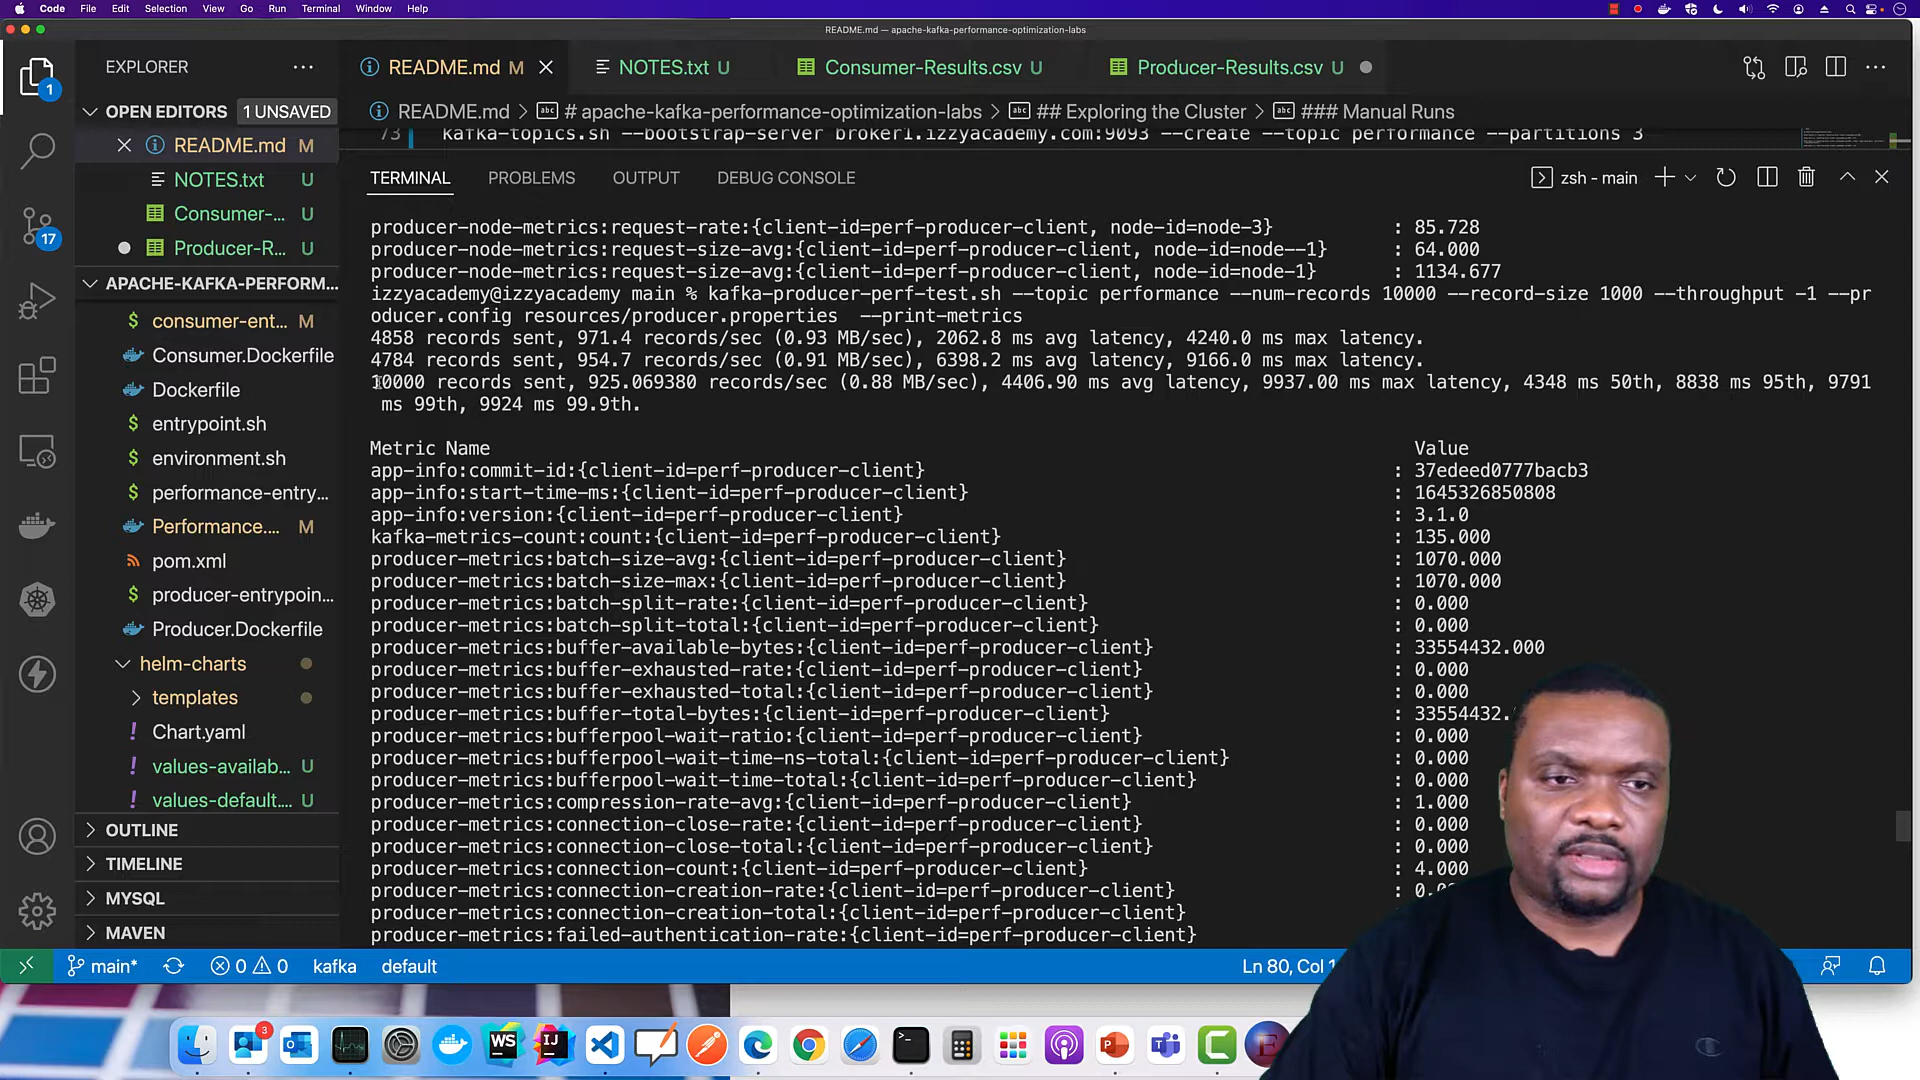 Code File Edit Selection View Go Run Terminal Window Help
README.md — apache-kafka-performance-optimization-labs
EXPLORER
README.md M
NOTES.txt U
Consumer-Results.csv U
Producer-Results.csv U
OPEN EDITORS 1 UNSAVED
README.md > # apache-kafka-performance-optimization-labs > ## Exploring the Cluster > ### Manual Runs
73 kafka-topics.sh --bootstrap-server broker1.izzyacademy.com:9093 --create --topic performance --partitions 3
README.md M
NOTES.txt U
Consumer-... U
Producer-R... U
APACHE-KAFKA-PERFORM...
consumer-ent... M
Consumer.Dockerfile
Dockerfile
entrypoint.sh
environment.sh
performance-entry...
Performance.... M
pom.xml
producer-entrypoin...
Producer.Dockerfile
helm-charts
templates
Chart.yaml
values-availab... U
values-default.... U
OUTLINE
TIMELINE
MYSQL
MAVEN
1
17
TERMINAL PROBLEMS OUTPUT DEBUG CONSOLE
zsh - main
producer-node-metrics:request-rate:{client-id=perf-producer-client, node-id=node-3} : 85.728
producer-node-metrics:request-size-avg:{client-id=perf-producer-client, node-id=node--1} : 64.000
producer-node-metrics:request-size-avg:{client-id=perf-producer-client, node-id=node-1} : 1134.677
izzyacademy@izzyacademy main % kafka-producer-perf-test.sh --topic performance --num-records 10000 --record-size 1000 --throughput -1 --pr
oducer.config resources/producer.properties --print-metrics
4858 records sent, 971.4 records/sec (0.93 MB/sec), 2062.8 ms avg latency, 4240.0 ms max latency.
4784 records sent, 954.7 records/sec (0.91 MB/sec), 6398.2 ms avg latency, 9166.0 ms max latency.
10000 records sent, 925.069380 records/sec (0.88 MB/sec), 4406.90 ms avg latency, 9937.00 ms max latency, 4348 ms 50th, 8838 ms 95th, 9791
ms 99th, 9924 ms 99.9th.
Metric Name Value
app-info:commit-id:{client-id=perf-producer-client} : 37edeed0777bacb3
app-info:start-time-ms:{client-id=perf-producer-client} : 1645326850808
app-info:version:{client-id=perf-producer-client} : 3.1.0
kafka-metrics-count:count:{client-id=perf-producer-client} : 135.000
producer-metrics:batch-size-avg:{client-id=perf-producer-client} : 1070.000
producer-metrics:batch-size-max:{client-id=perf-producer-client} : 1070.000
producer-metrics:batch-split-rate:{client-id=perf-producer-client} : 0.000
producer-metrics:batch-split-total:{client-id=perf-producer-client} : 0.000
producer-metrics:buffer-available-bytes:{client-id=perf-producer-client} : 33554432.000
producer-metrics:buffer-exhausted-rate:{client-id=perf-producer-client} : 0.000
producer-metrics:buffer-exhausted-total:{client-id=perf-producer-client} : 0.000
producer-metrics:buffer-total-bytes:{client-id=perf-producer-client} : 33554432.
producer-metrics:bufferpool-wait-ratio:{client-id=perf-producer-client} : 0.000
producer-metrics:bufferpool-wait-time-ns-total:{client-id=perf-producer-client} : 0.000
producer-metrics:bufferpool-wait-time-total:{client-id=perf-producer-client} : 0.000
producer-metrics:compression-rate-avg:{client-id=perf-producer-client} : 1.000
producer-metrics:connection-close-rate:{client-id=perf-producer-client} : 0.000
producer-metrics:connection-close-total:{client-id=perf-producer-client} : 0.000
producer-metrics:connection-count:{client-id=perf-producer-client} : 4.000
producer-metrics:connection-creation-rate:{client-id=perf-producer-client} : 0.
producer-metrics:connection-creation-total:{client-id=perf-producer-client}
producer-metrics:failed-authentication-rate:{client-id=perf-producer-client}
main* 0 0 kafka default Ln 80, Col 1
3
WS
IJ